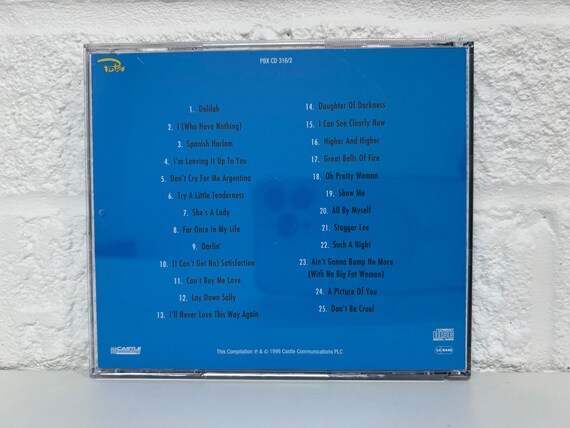 PBX CD 316/2
1. Delilah
2. I (Who Have Nothing)
3. Spanish Harlem
4. I'm Leaving It Up To You
5. Don't Cry For Me Argentina
6. Try A Little Tenderness
7. She's A Lady
8. For Once In My Life
9. Darlin'
10. (I Can't Get No) Satisfaction
11. Can't Buy Me Love
12. Lay Down Sally
13. I'll Never Love This Way Again
14. Daughter Of Darkness
15. I Can See Clearly Now
16. Higher And Higher
17. Great Balls Of Fire
18. Oh Pretty Woman
19. Show Me
20. All By Myself
21. Stagger Lee
22. Such A Night
23. Ain't Gonna Bump No More
(With No Big Fat Woman)
24. A Picture Of You
25. Don't Be Cruel
CASTLE
This Compilation ℗ & © 1996 Castle Communications PLC